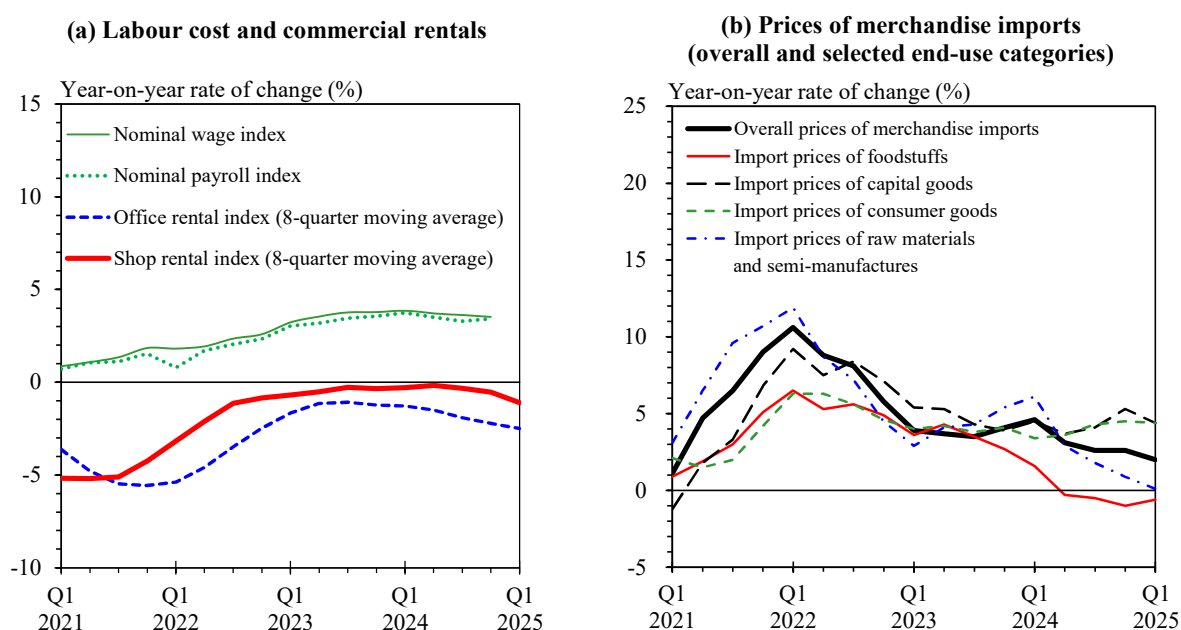 (a) Labour cost and commercial rentals
Year-on-year rate of change (%)
15
10
5
0
-5
-10
Nominal wage index
Nominal payroll index
Office rental index (8-quarter moving average)
Shop rental index (8-quarter moving average)
Q1 Q1 Q1 Q1 Q1
2021 2022 2023 2024 2025
(b) Prices of merchandise imports
(overall and selected end-use categories)
Year-on-year rate of change (%)
25
20
15
10
5
0
-5
Overall prices of merchandise imports
Import prices of foodstuffs
Import prices of capital goods
Import prices of consumer goods
Import prices of raw materials
and semi-manufactures
Q1 Q1 Q1 Q1 Q1
2021 2022 2023 2024 2025